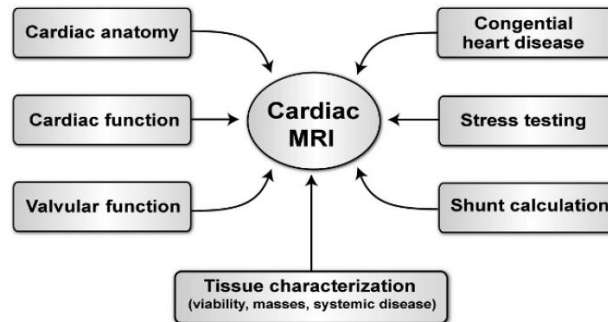 Cardiac anatomy
Congential
heart disease
Cardiac function
Cardiac
MRI
Stress testing
Valvular function
Shunt calculation
Tissue characterization
(viability, masses, systemic disease)